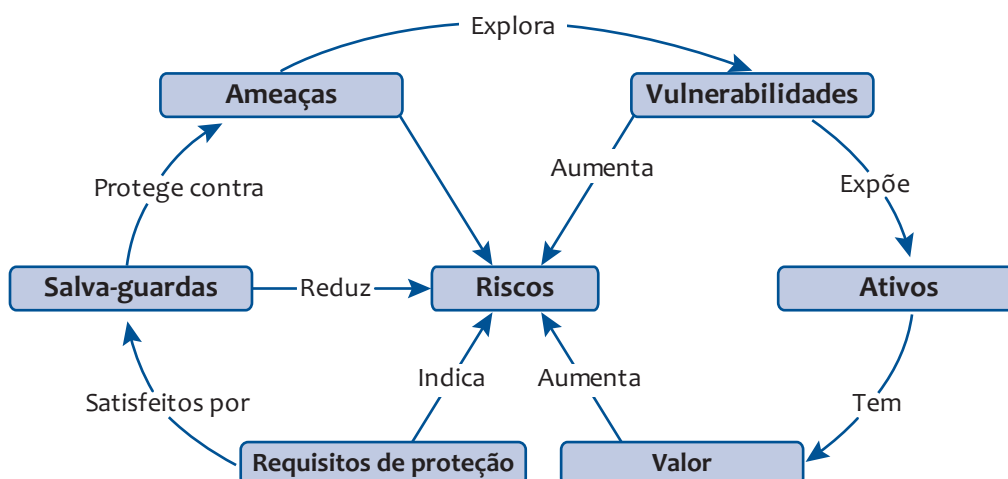 Explora
Ameaças
Vulnerabilidades
Aumenta
Protege contra
Expõe
Salva-guardas
Reduz
Riscos
Ativos
Indica
Aumenta
Satisfeitos por
Tem
Requisitos de proteção
Valor